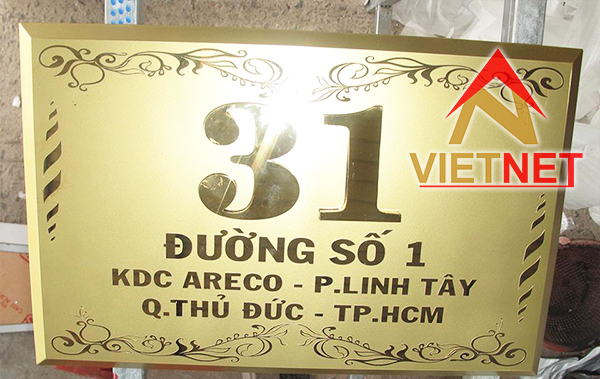 31
ĐƯỜNG SỐ 1
KDC ARECO - P.LINH TÂY
Q.THỦ ĐỨC - TP.HCM
VIETNET